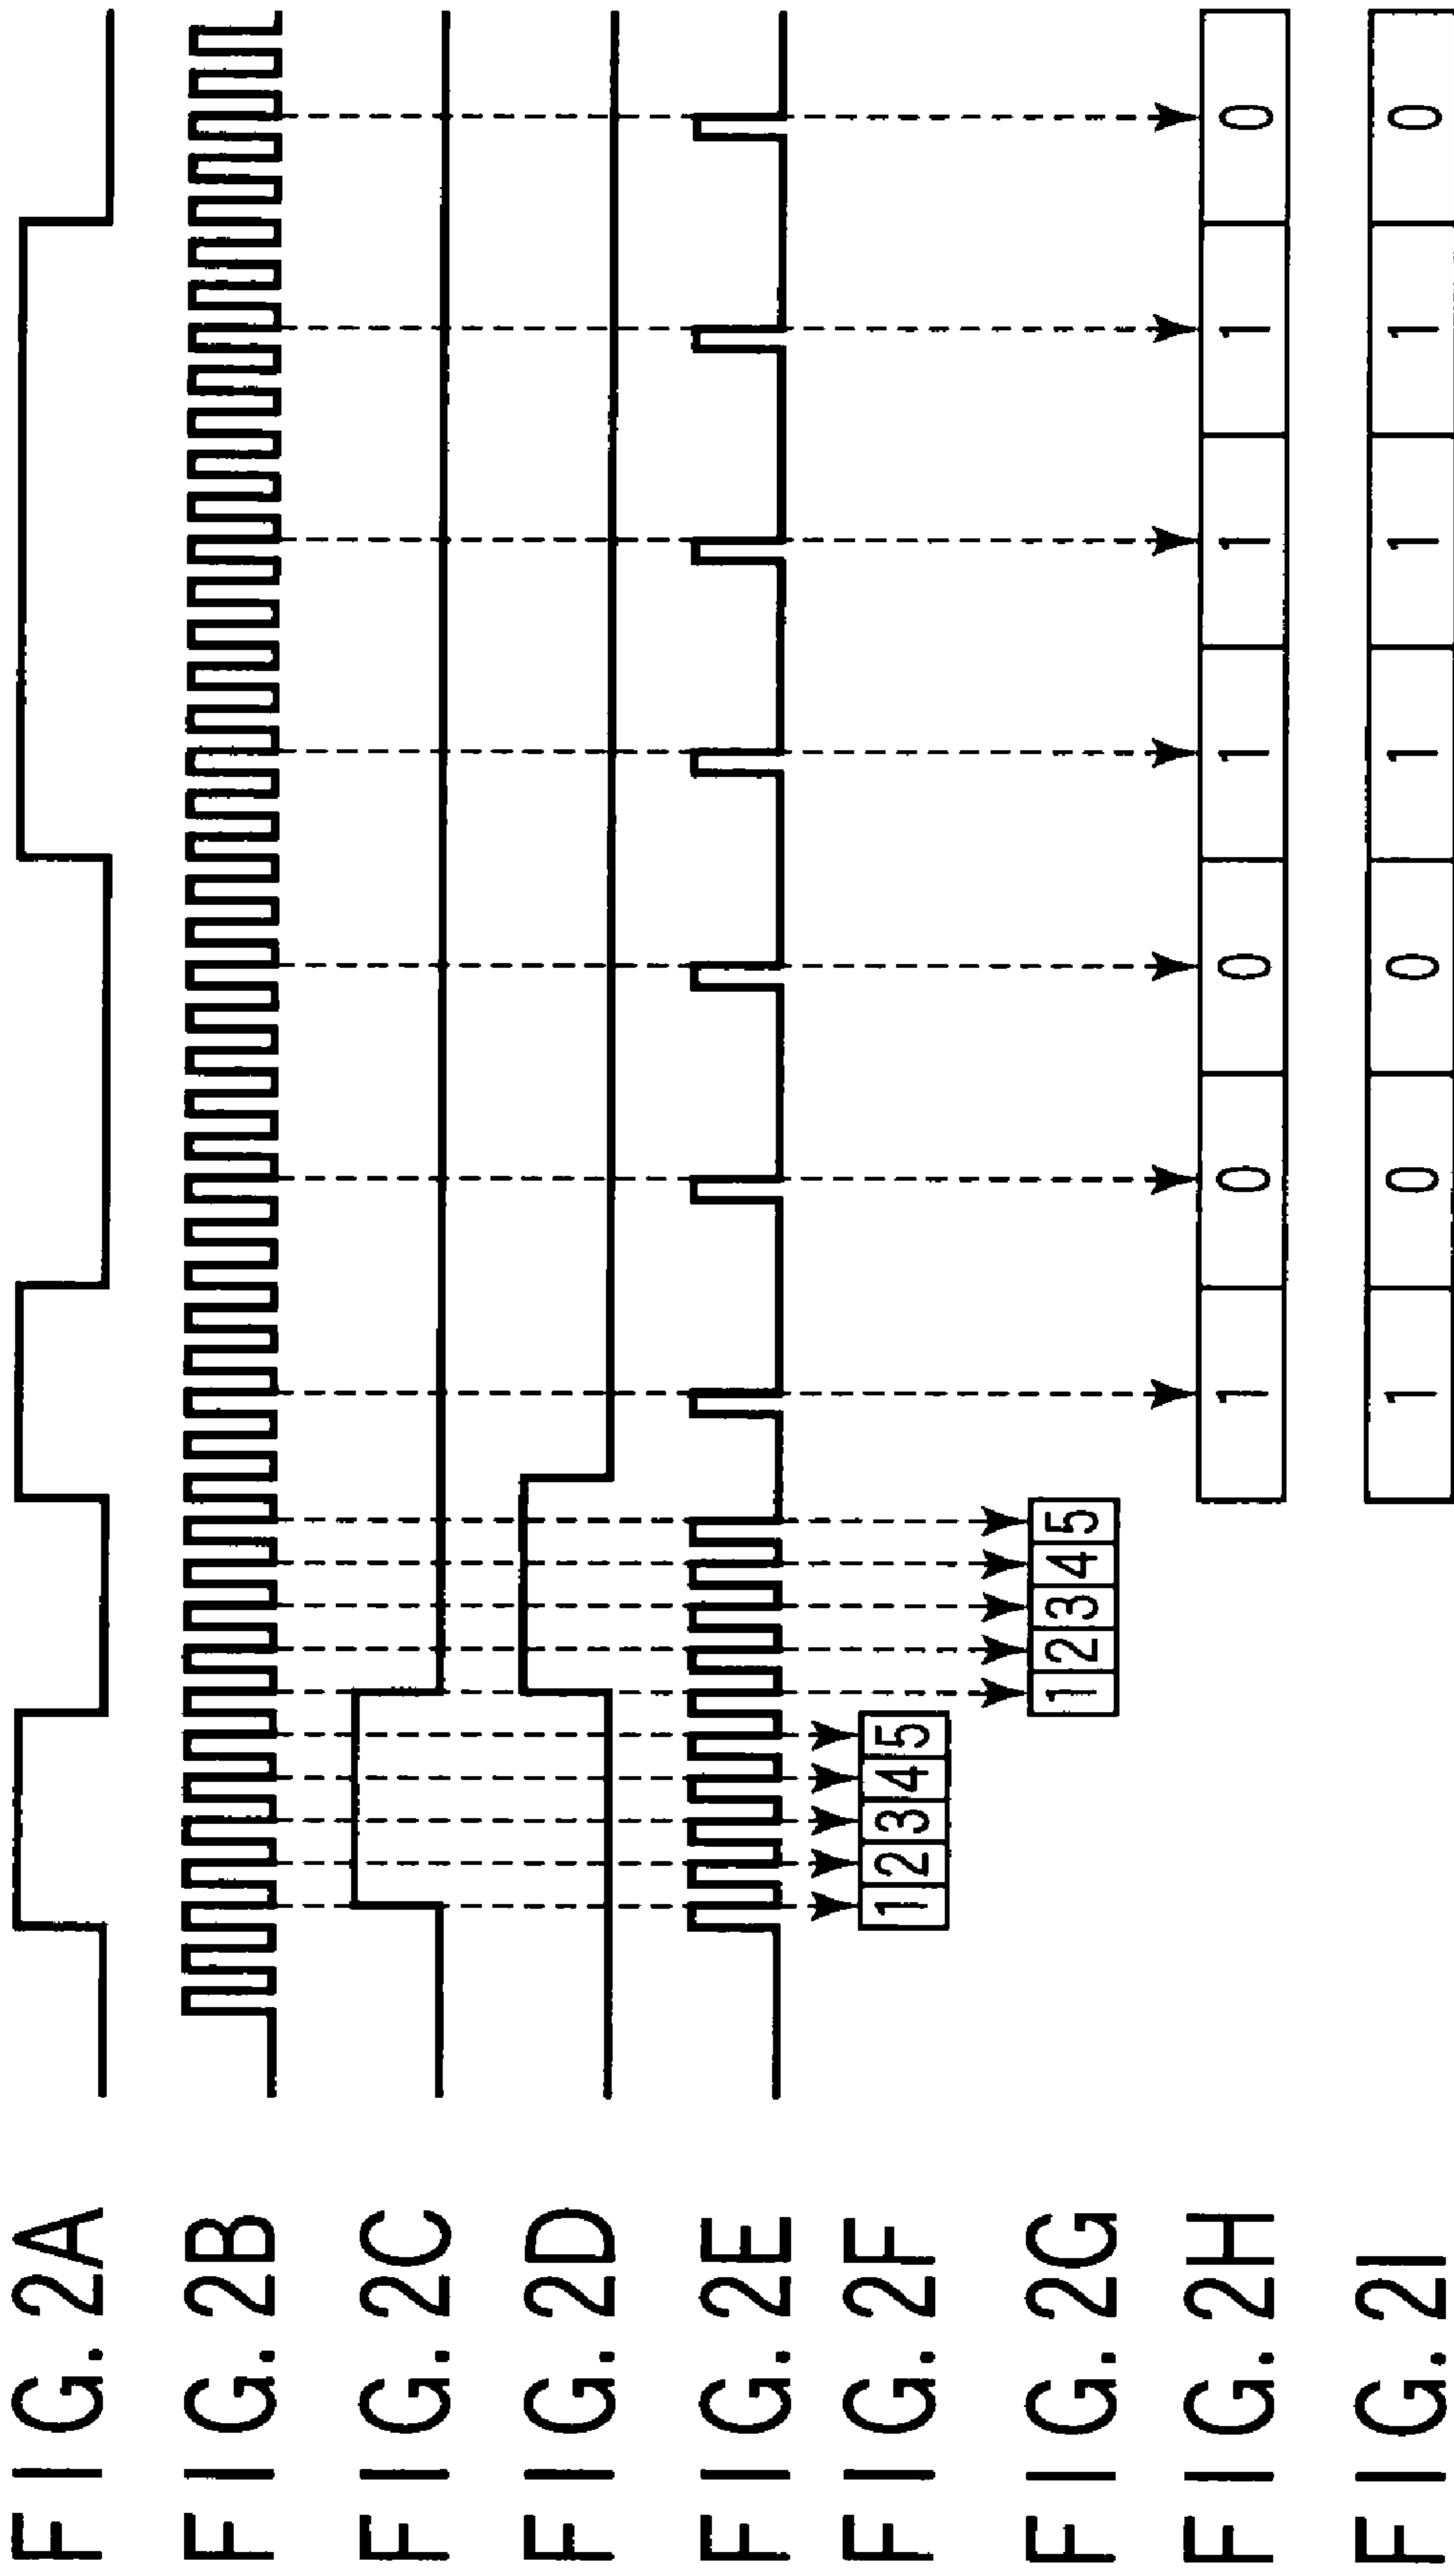 FIG. 2A
FIG. 2B
FIG. 2C
FIG. 2D
FIG. 2E
FIG. 2F
1 2 3 4 5
FIG. 2G
1 2 3 4 5
FIG. 2H
1 0 0 1 1 1 0
FIG. 2I
1 0 0 1 1 1 0